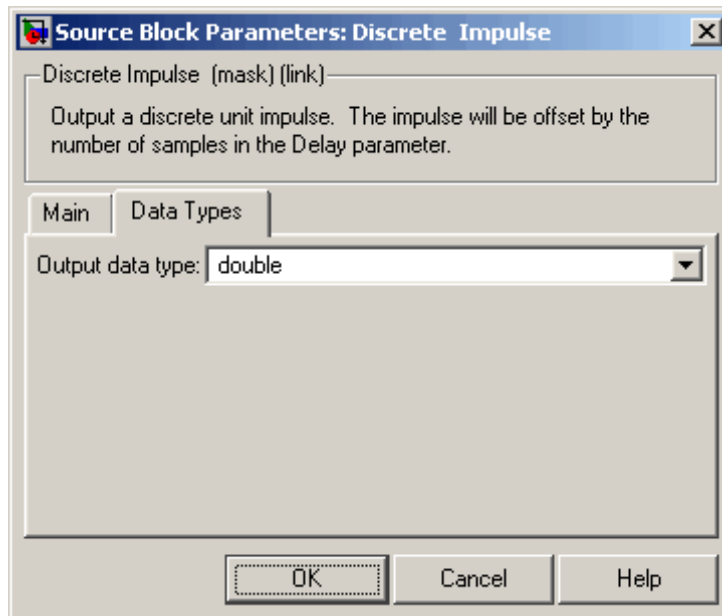 Source Block Parameters: Discrete Impulse
Discrete Impulse (mask) (link)
Output a discrete unit impulse. The impulse will be offset by the
number of samples in the Delay parameter.
Main Data Types
Output data type: double
OK Cancel Help